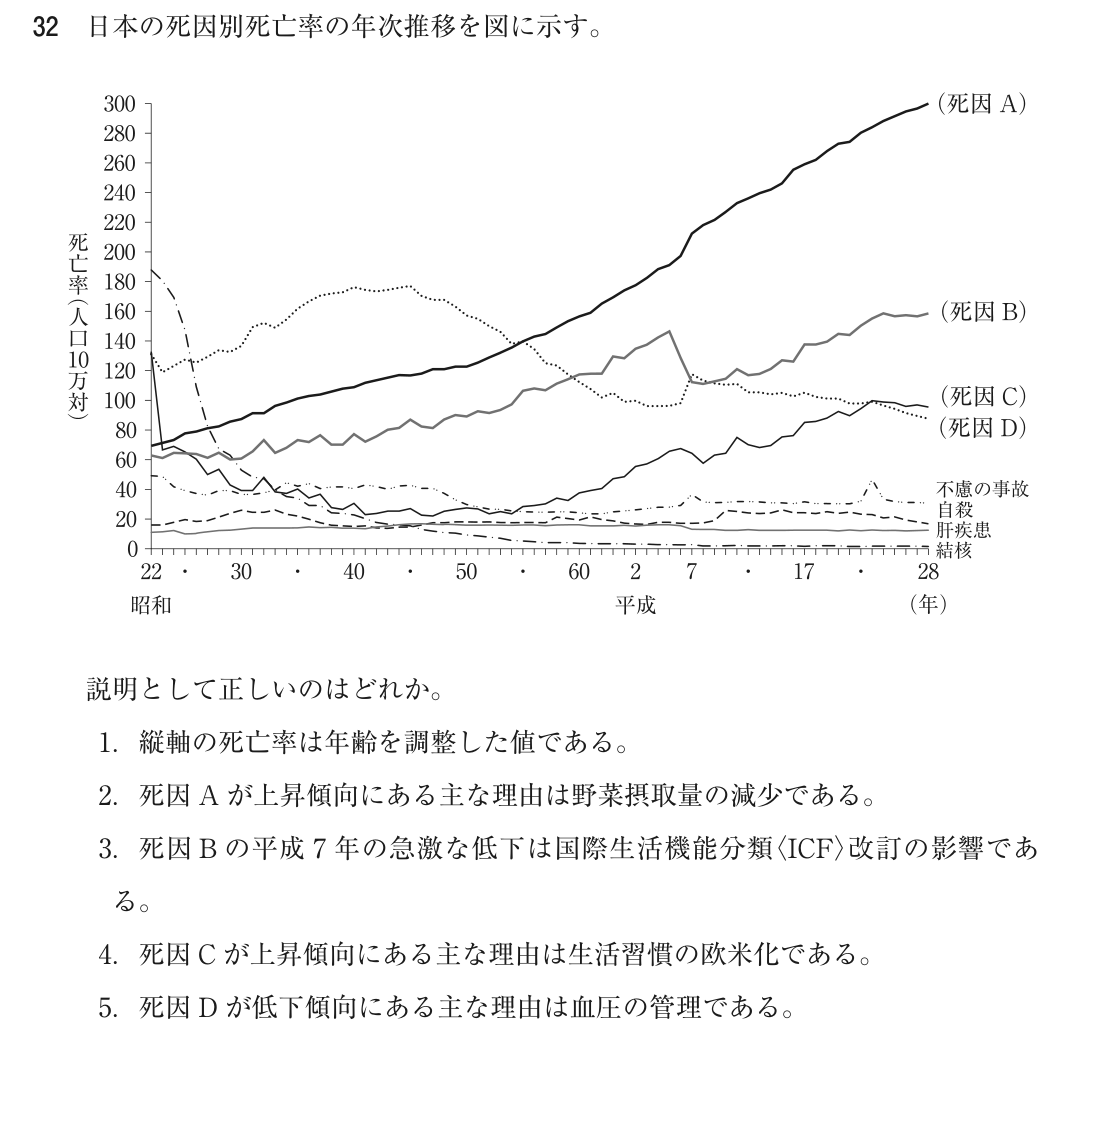 32 日本の死因別死亡率の年次推移を図に示す。
死亡率(人口10万対)
300
280
260
240
220
200
180
160
140
120
100
80
60
40
20
0
(死因 A)
(死因 B)
(死因 C)
(死因 D)
不慮の事故
自殺
肝疾患
結核
22 ・ 30 ・ 40 ・ 50 ・ 60 2 7 ・ 17 ・ 28
昭和 平成 (年)
説明として正しいのはどれか。
1. 縦軸の死亡率は年齢を調整した値である。
2. 死因 A が上昇傾向にある主な理由は野菜摂取量の減少である。
3. 死因 B の平成 7 年の急激な低下は国際生活機能分類〈ICF〉改訂の影響であ
る。
4. 死因 C が上昇傾向にある主な理由は生活習慣の欧米化である。
5. 死因 D が低下傾向にある主な理由は血圧の管理である。